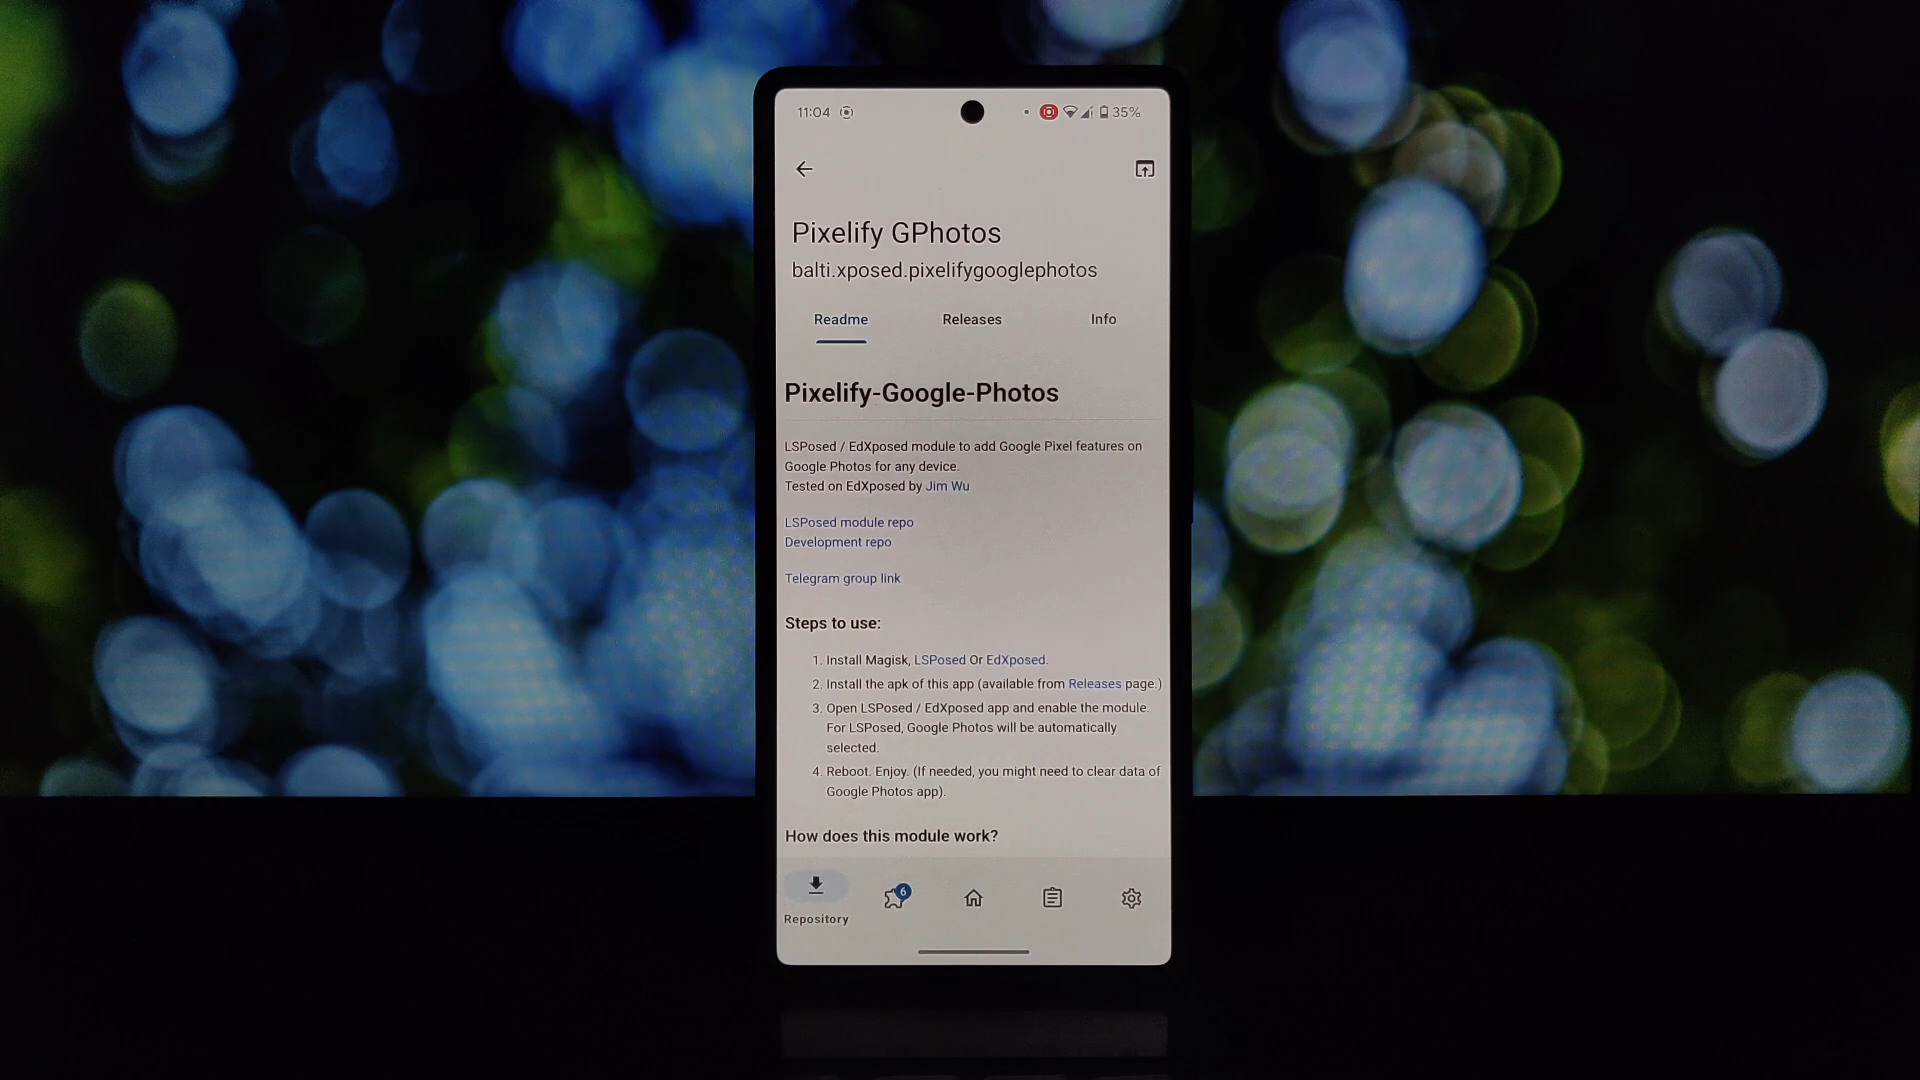 11:04
35%
Pixelify GPhotos
balti.xposed.pixelifygooglephotos
Readme Releases Info
Pixelify-Google-Photos
LSPosed / EdXposed module to add Google Pixel features on
Google Photos for any device.
Tested on EdXposed by Jim Wu
LSPosed module repo
Development repo
Telegram group link
Steps to use:
1. Install Magisk, LSPosed Or EdXposed.
2. Install the apk of this app (available from Releases page.)
3. Open LSPosed / EdXposed app and enable the module.
For LSPosed, Google Photos will be automatically
selected.
4. Reboot. Enjoy. (If needed, you might need to clear data of
Google Photos app).
How does this module work?
6
Repository